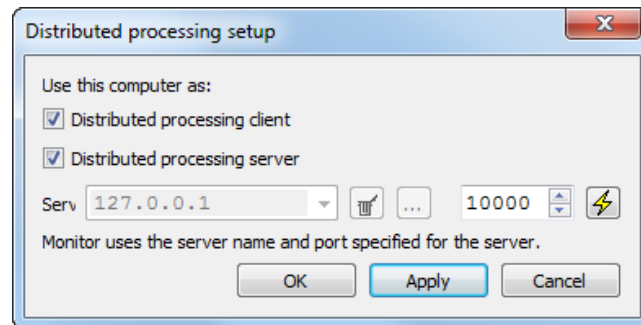 Distributed processing setup
Use this computer as:
Distributed processing client
Distributed processing server
Serv 127.0.0.1 ... 10000
Monitor uses the server name and port specified for the server.
OK Apply Cancel